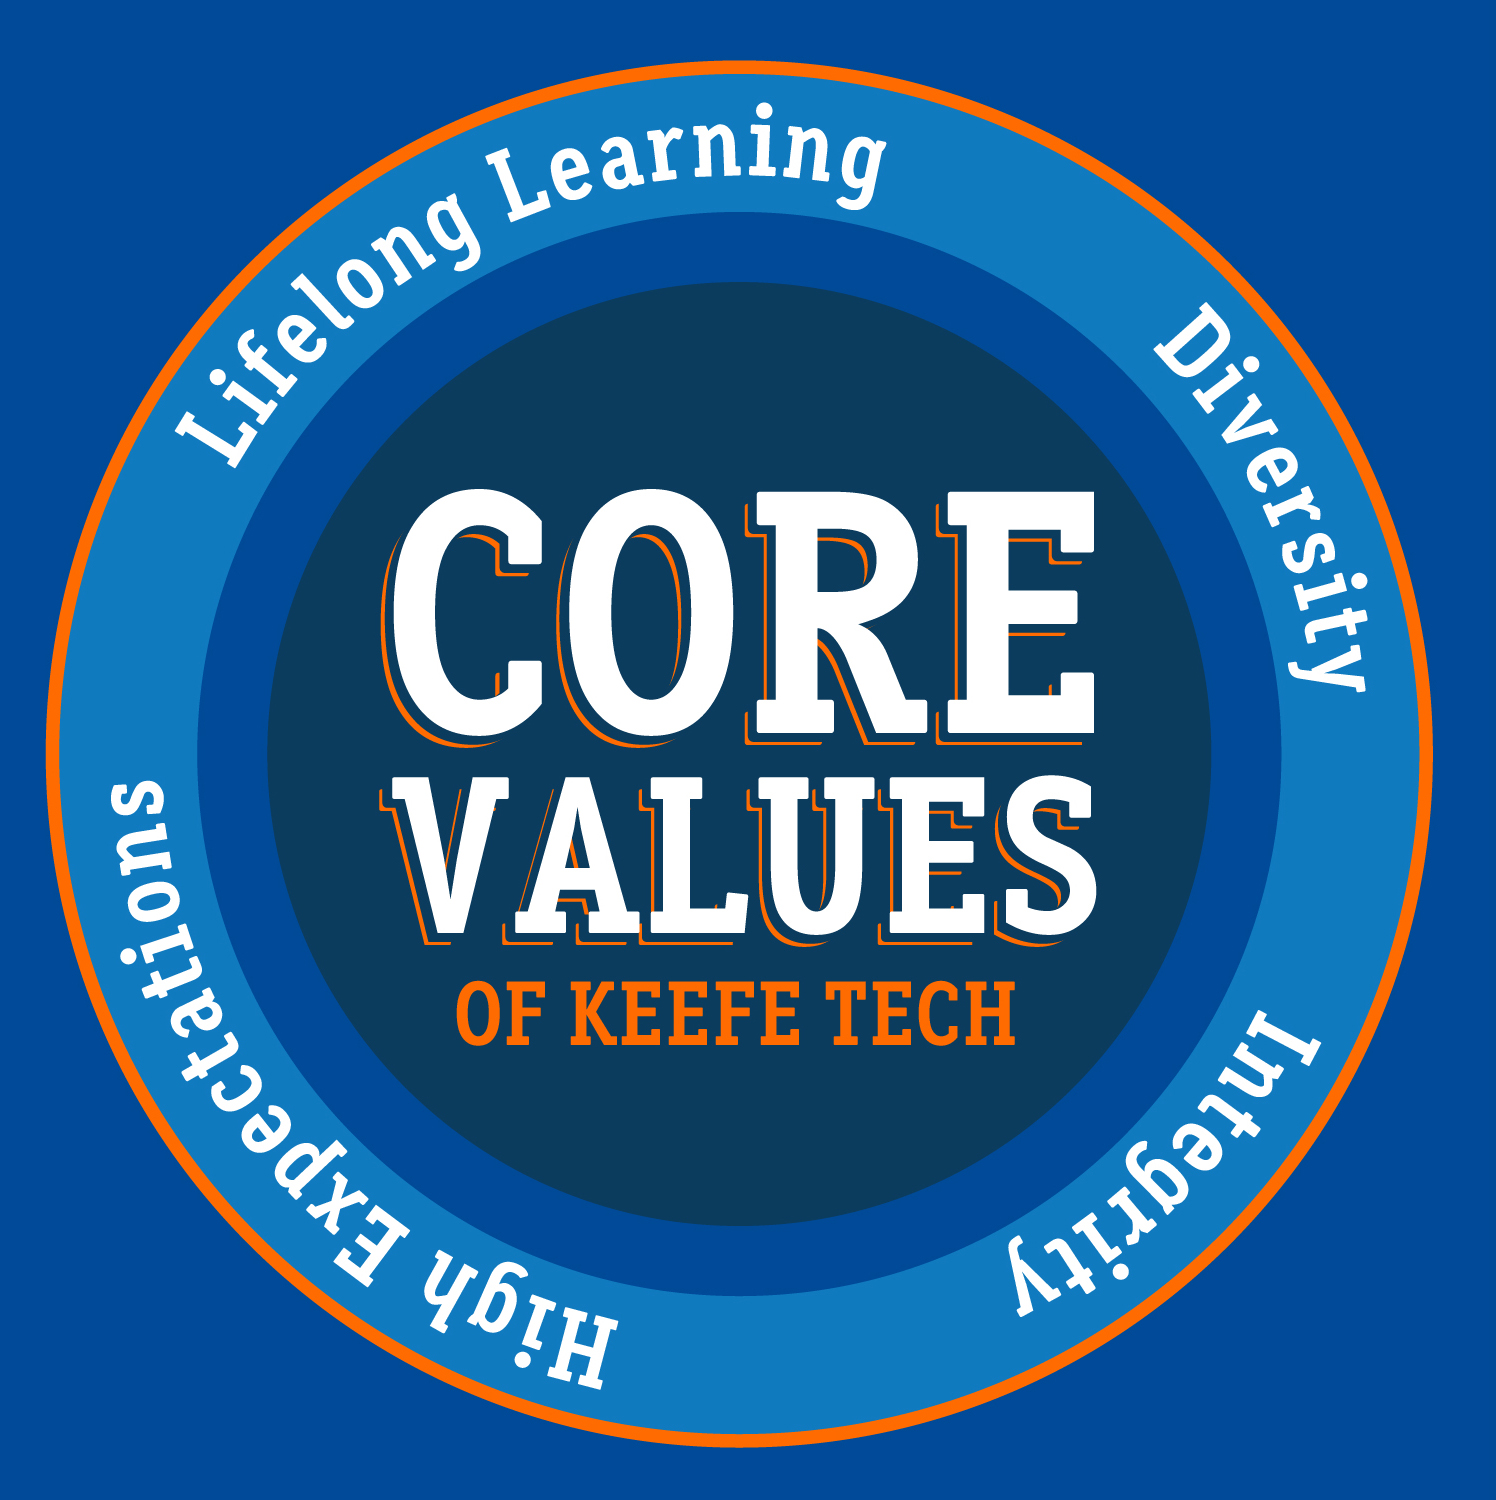 Lifelong Learning
Diversity
Integrity
High Expectations
CORE
VALUES
OF KEEFE TECH